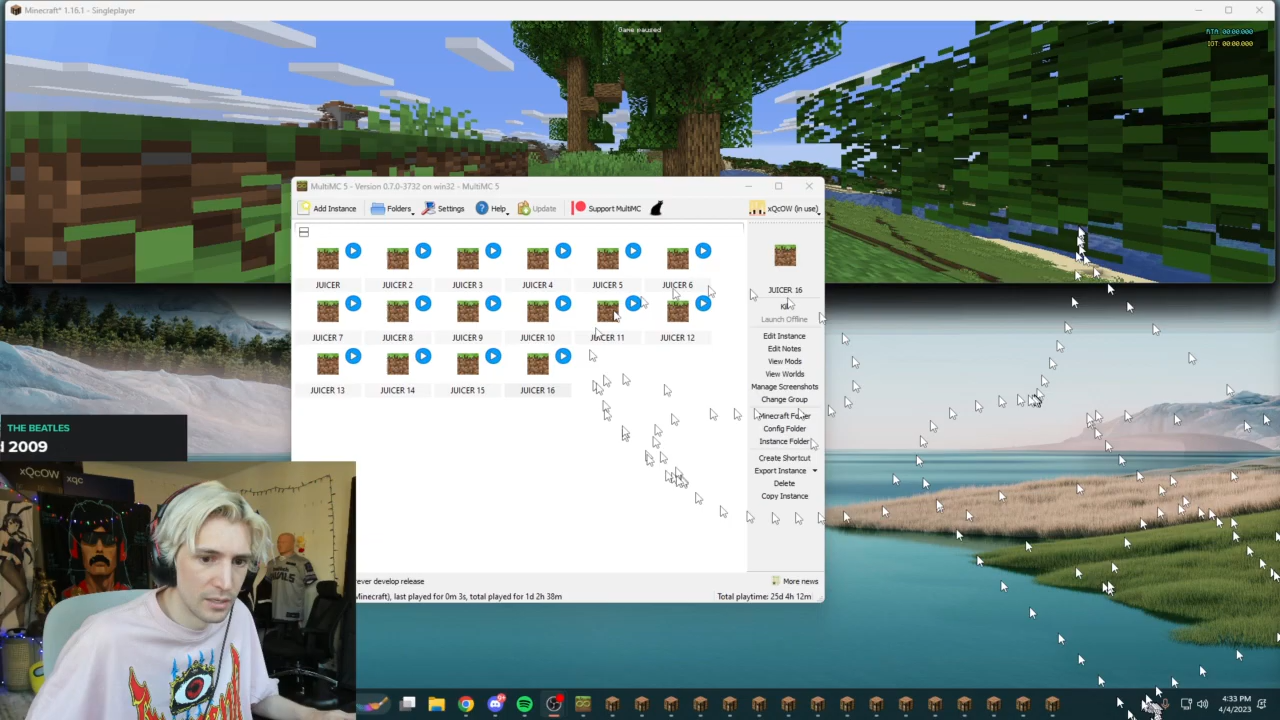 Minecraft* 1.16.1 - Singleplayer
Game paused
RTA: 00:00.000
IGT: 00:00.000
MultiMC 5 - Version 0.7.0-3732 on win32 - MultiMC 5
Add Instance Folders Settings Help Update Support MultiMC xQcOW (in use)
JUICER JUICER 2 JUICER 3 JUICER 4 JUICER 5 JUICER 6
JUICER 7 JUICER 8 JUICER 9 JUICER 10 JUICER 11 JUICER 12
JUICER 13 JUICER 14 JUICER 15 JUICER 16
JUICER 16
Kill
Launch Offline
Edit Instance
Edit Notes
View Mods
View Worlds
Manage Screenshots
Change Group
Minecraft Folder
Config Folder
Instance Folder
Create Shortcut
Export Instance
Delete
Copy Instance
THE BEATLES
d 2009
xQcOW xqc
rever develop release
More news
Minecraft), last played for 0m 3s, total played for 1d 2h 38m
Total playtime: 25d 4h 12m
4:33 PM
4/4/2023